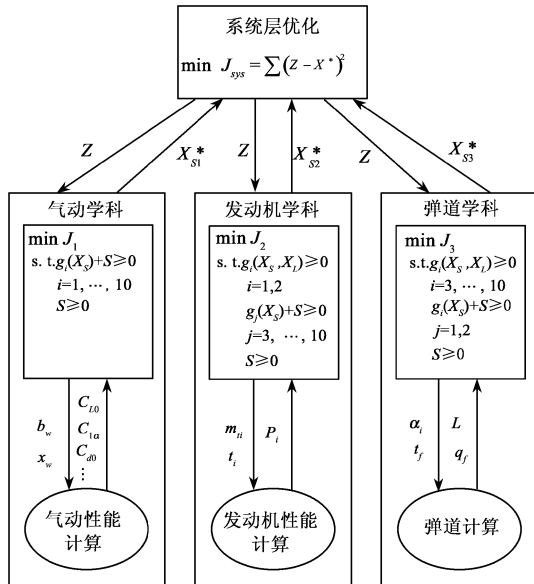 系统层优化
min J_sys = ∑(Z − X*)²
Z
X*_S1
Z
X*_S2
Z
X*_S3
气动学科
min J_1
s. t.g_i(X_S)+S≥0
i=1, ⋯, 10
S≥0
b_w
x_w
C_L0
C_1α
C_d0
⋮
气动性能
计算
发动机学科
min J_2
s.t.g_i(X_S ,X_L)≥0
i=1,2
g_j(X_S)+S≥0
j=3, ⋯, 10
S≥0
m_ti
t_i
P_i
发动机性能
计算
弹道学科
min J_3
s.t.g_i(X_S ,X_L)≥0
i=3, ⋯, 10
g_i(X_S)+S≥0
j=1,2
S≥0
α_i
t_f
L
q_f
弹道计算